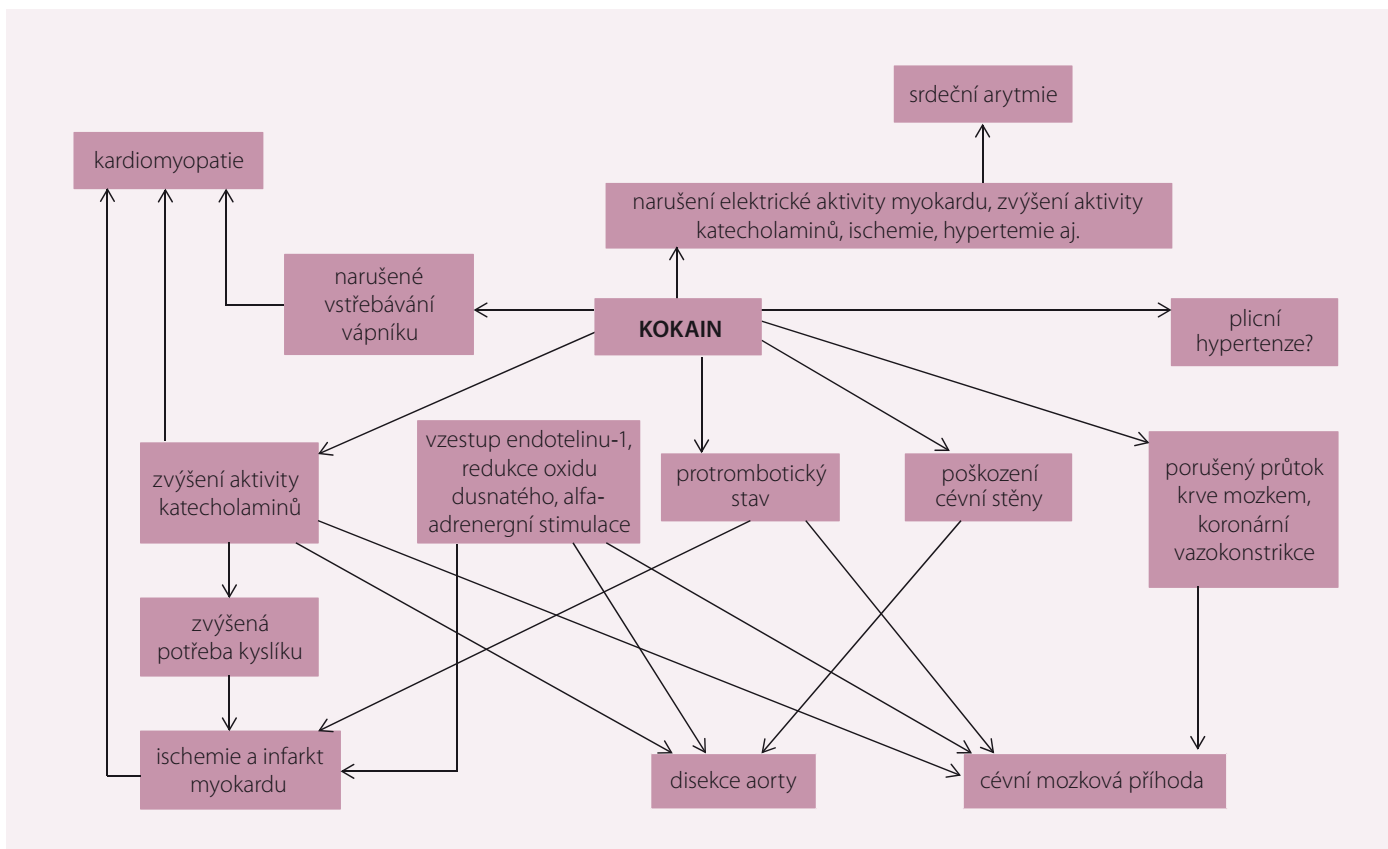 srdeční arytmie
kardiomyopatie
narušení elektrické aktivity myokardu, zvýšení aktivity
katecholaminů, ischemie, hypertemie aj.
narušené
vstřebávání
vápníku
KOKAIN
plicní
hypertenze?
zvýšení aktivity
katecholaminů
vzestup endotelinu-1,
redukce oxidu
dusnatého, alfa-
adrenergní stimulace
protrombotický
stav
poškození
cévní stěny
porušený průtok
krve mozkem,
koronární
vazokonstrikce
zvýšená
potřeba kyslíku
ischemie a infarkt
myokardu
disekce aorty
cévní mozková příhoda